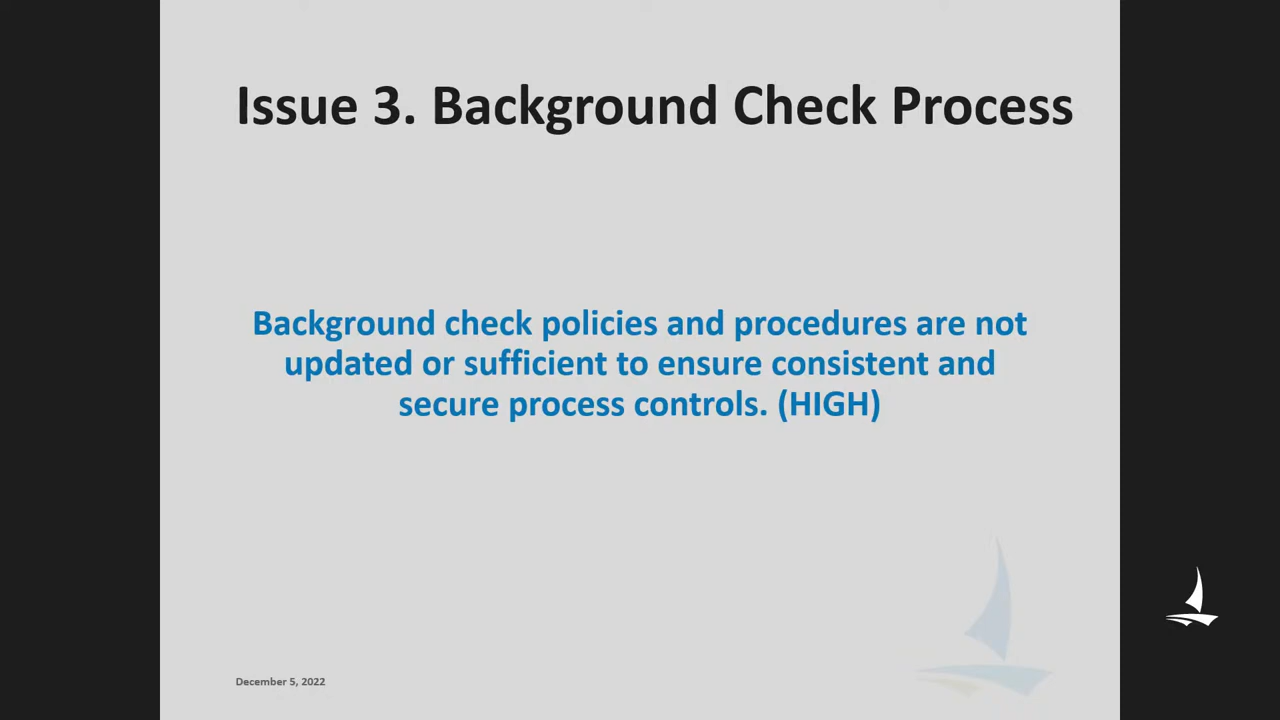 Issue 3. Background Check Process
Background check policies and procedures are not
updated or sufficient to ensure consistent and
secure process controls. (HIGH)
December 5, 2022